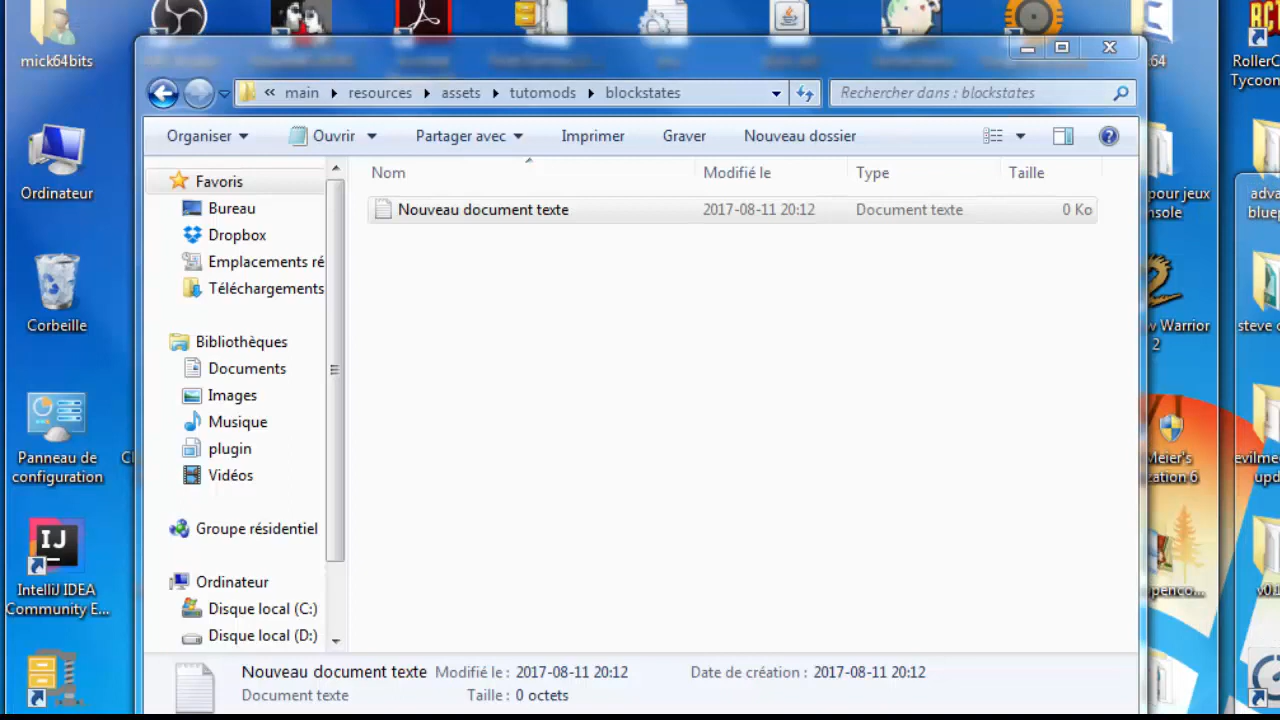 mick64bits
Ordinateur
Corbeille
Panneau de
configuration
IntelliJ IDEA
Community E...
« main resources assets tutomods blockstates
Rechercher dans : blockstates
Organiser Ouvrir Partager avec Imprimer Graver Nouveau dossier
Nom Modifié le Type Taille
Nouveau document texte 2017-08-11 20:12 Document texte 0 Ko
Favoris
Bureau
Dropbox
Emplacements ré
Téléchargements
Bibliothèques
Documents
Images
Musique
plugin
Vidéos
Groupe résidentiel
Ordinateur
Disque local (C:)
Disque local (D:)
Nouveau document texte Modifié le : 2017-08-11 20:12 Date de création : 2017-08-11 20:12
Document texte Taille : 0 octets
64
RollerC
Tycoon
pour jeux
nsole
adva
bluep
w Warrior
2
steve c
Meier's
zation 6
evilme
upd
penco...
v0.1